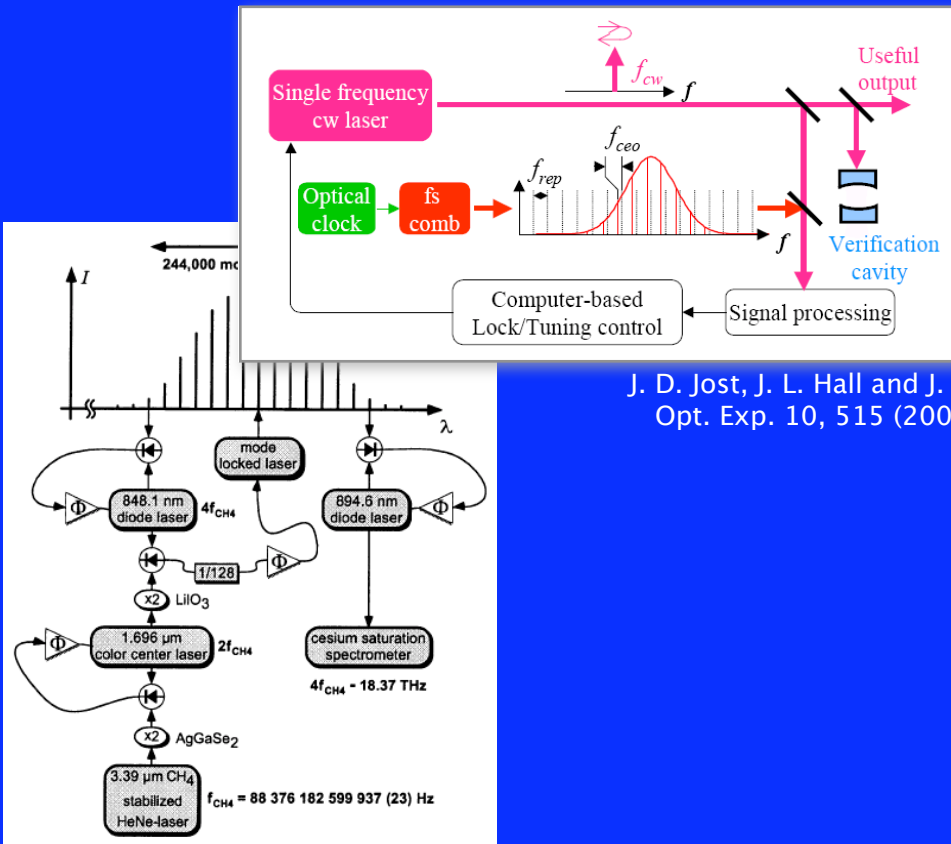 f_cw
f
Useful
output
Single frequency
cw laser
f_ceo
f_rep
Optical
clock
fs
comb
f
Verification
cavity
Computer-based
Lock/Tuning control
Signal processing
244,000
I
λ
J. D. Jost, J. L. Hall and J.
Opt. Exp. 10, 515 (200
mode
locked laser
848.1 nm
diode laser
4f_CH4
894.6 nm
diode laser
Φ
Φ
Φ
1/128
x2 LiIO₃
1.696 µm
color center laser
2f_CH4
Φ
cesium saturation
spectrometer
4f_CH4 - 18.37 THz
x2 AgGaSe₂
3.39 µm CH₄
stabilized
HeNe-laser
f_CH4 = 88 376 182 599 937 (23) Hz